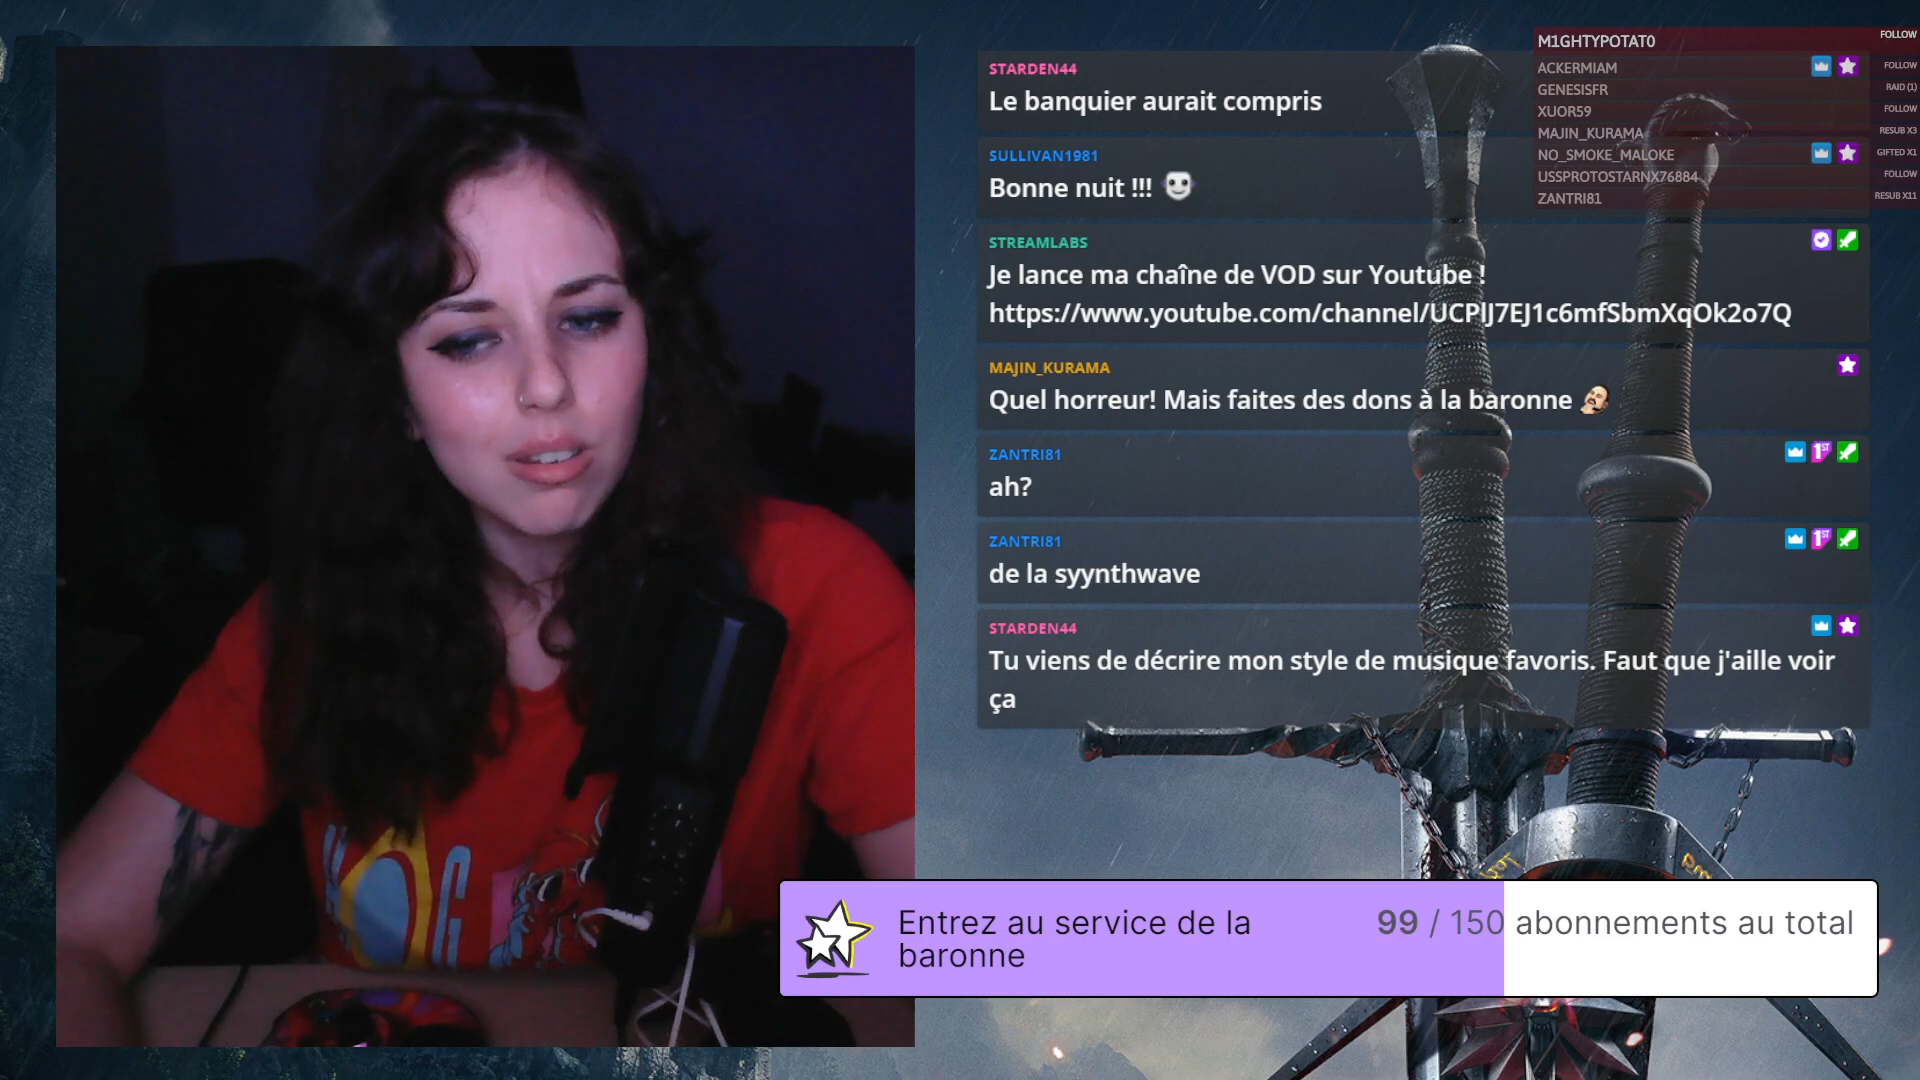 STARDEN44
Le banquier aurait compris
SULLIVAN1981
Bonne nuit !!!
STREAMLABS
Je lance ma chaîne de VOD sur Youtube !
https://www.youtube.com/channel/UCPlJ7EJ1c6mfSbmXqOk2o7Q
MAJIN_KURAMA
Quel horreur! Mais faites des dons à la baronne
ZANTRI81
ah?
ZANTRI81
de la syynthwave
STARDEN44
Tu viens de décrire mon style de musique favoris. Faut que j'aille voir
ça
M1GHTYPOTAT0 FOLLOW
ACKERMIAM FOLLOW
GENESISFR RAID (1)
XUOR59 FOLLOW
MAJIN_KURAMA RESUB X3
NO_SMOKE_MALOKE GIFTED X1
USSPROTOSTARNX76884 FOLLOW
ZANTRI81 RESUB X11
Entrez au service de la
baronne
99 / 150 abonnements au total